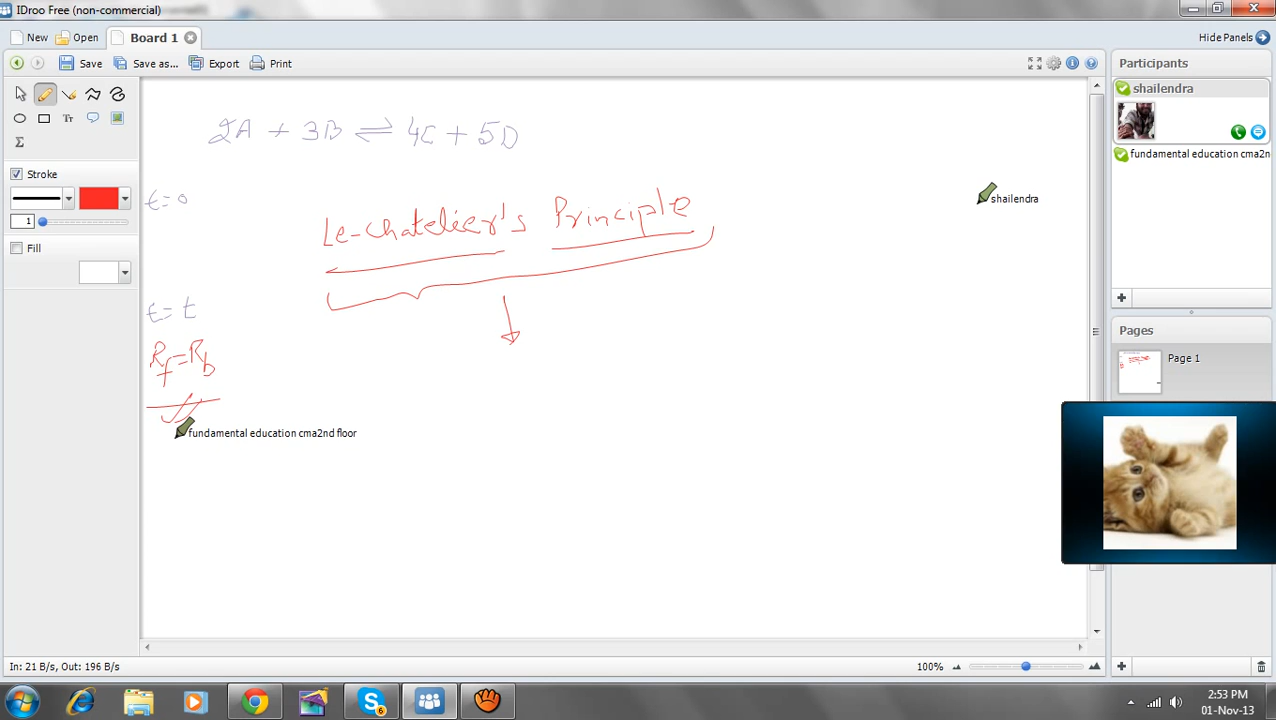 IDroo Free (non-commercial)
New Open Board 1 Hide Panels
Save Save as... Export Print
Participants
shailendra
fundamental education cma2n
Tr
Σ
Stroke
1
Fill
2A + 3B ⇌ 4C + 5D
t=0
Le-chatelier's Principle
shailendra
t=t
Rf=Rb
fundamental education cma2nd floor
Pages
Page 1
In: 21 B/s, Out: 196 B/s
100%
6
2:53 PM
01-Nov-13